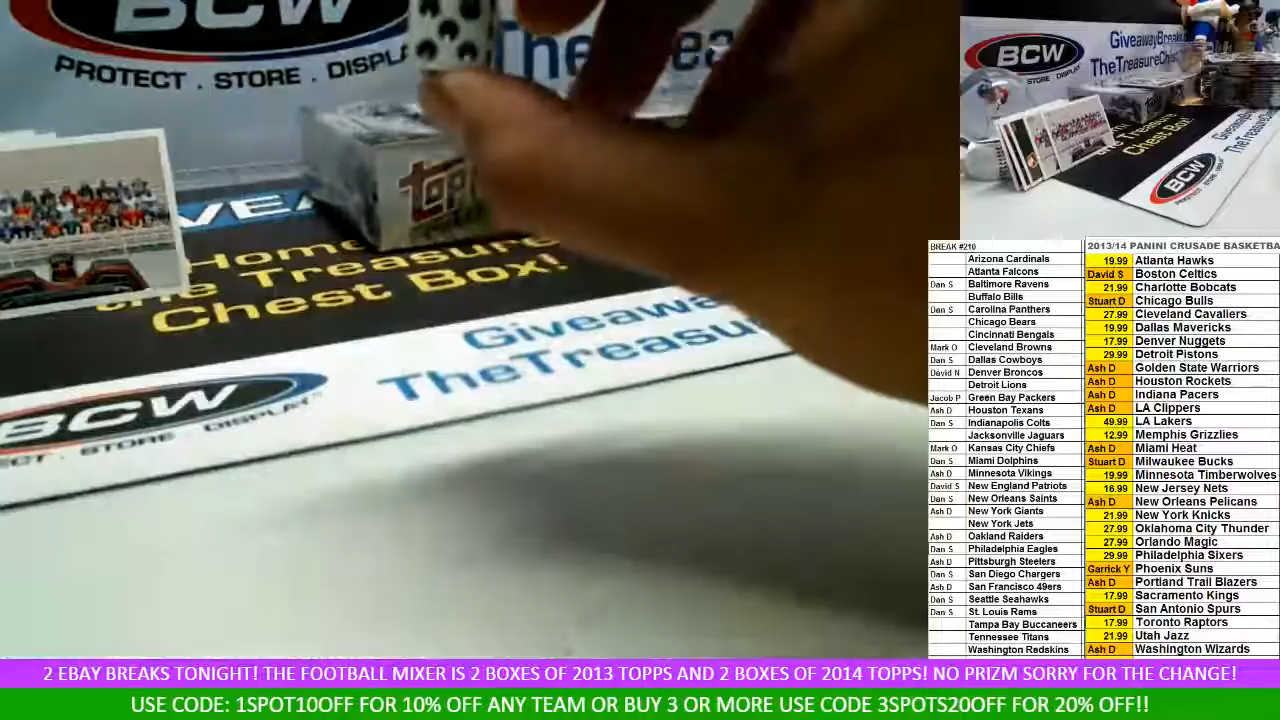 BCW
PROTECT . STORE . DISPLAY
TheTrea
topps
VEA
Home
the Treasure
Chest Box!
Giveaway
TheTreasur
BCW
ECT . STORE . DISPLAY
BCW
PROTECT . STORE . DISPLAY
GiveawayBreaks
TheTreasureChes
the Treasure
Chest Box!
BCW
BREAK #210
Arizona Cardinals
Atlanta Falcons
Dan S Baltimore Ravens
Buffalo Bills
Dan S Carolina Panthers
Chicago Bears
Cincinnati Bengals
Mark O Cleveland Browns
Dan S Dallas Cowboys
David N Denver Broncos
Detroit Lions
Jacob P Green Bay Packers
Ash D Houston Texans
Dan S Indianapolis Colts
Jacksonville Jaguars
Mark O Kansas City Chiefs
Dan S Miami Dolphins
Ash D Minnesota Vikings
David S New England Patriots
Dan S New Orleans Saints
Ash D New York Giants
New York Jets
Ash D Oakland Raiders
Dan S Philadelphia Eagles
Ash D Pittsburgh Steelers
Dan S San Diego Chargers
Ash D San Francisco 49ers
Dan S Seattle Seahawks
Dan S St. Louis Rams
Tampa Bay Buccaneers
Tennessee Titans
Washington Redskins
2013/14 PANINI CRUSADE BASKETBA
19.99 Atlanta Hawks
David S Boston Celtics
21.99 Charlotte Bobcats
Stuart D Chicago Bulls
27.99 Cleveland Cavaliers
19.99 Dallas Mavericks
17.99 Denver Nuggets
29.99 Detroit Pistons
Ash D Golden State Warriors
Ash D Houston Rockets
Ash D Indiana Pacers
Ash D LA Clippers
49.99 LA Lakers
12.99 Memphis Grizzlies
Ash D Miami Heat
Stuart D Milwaukee Bucks
19.99 Minnesota Timberwolves
16.99 New Jersey Nets
Ash D New Orleans Pelicans
21.99 New York Knicks
27.99 Oklahoma City Thunder
27.99 Orlando Magic
29.99 Philadelphia Sixers
Garrick Y Phoenix Suns
Ash D Portland Trail Blazers
17.99 Sacramento Kings
Stuart D San Antonio Spurs
17.99 Toronto Raptors
21.99 Utah Jazz
Ash D Washington Wizards
2 EBAY BREAKS TONIGHT! THE FOOTBALL MIXER IS 2 BOXES OF 2013 TOPPS AND 2 BOXES OF 2014 TOPPS! NO PRIZM SORRY FOR THE CHANGE!
USE CODE: 1SPOT10OFF FOR 10% OFF ANY TEAM OR BUY 3 OR MORE USE CODE 3SPOTS20OFF FOR 20% OFF!!